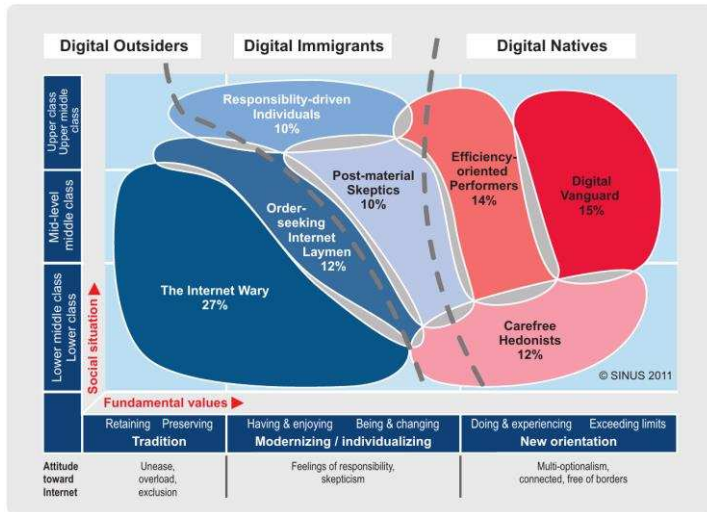 Digital Outsiders
Digital Immigrants
Digital Natives
Upper class
Upper middle
class
Mid-level
middle class
Lower middle class
Lower class
Social situation
Responsiblity-driven
Individuals
10%
Post-material
Skeptics
10%
Efficiency-
oriented
Performers
14%
Digital
Vanguard
15%
Order-
seeking
Internet
Laymen
12%
The Internet Wary
27%
Carefree
Hedonists
12%
© SINUS 2011
Fundamental values
Retaining Preserving
Tradition
Having & enjoying Being & changing
Modernizing / individualizing
Doing & experiencing Exceeding limits
New orientation
Attitude
toward
Internet
Unease,
overload,
exclusion
Feelings of responsibility,
skepticism
Multi-optionalism,
connected, free of borders